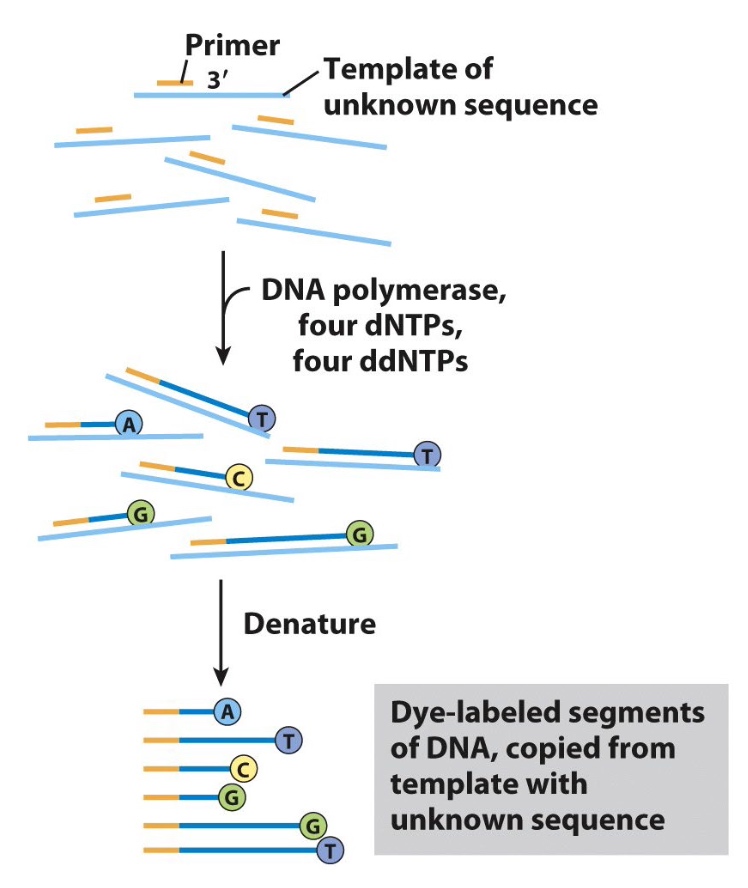 Primer
3′
Template of
unknown sequence
DNA polymerase,
four dNTPs,
four ddNTPs
T
A
T
C
G
G
Denature
A
T
C
G
G
T
Dye-labeled segments
of DNA, copied from
template with
unknown sequence